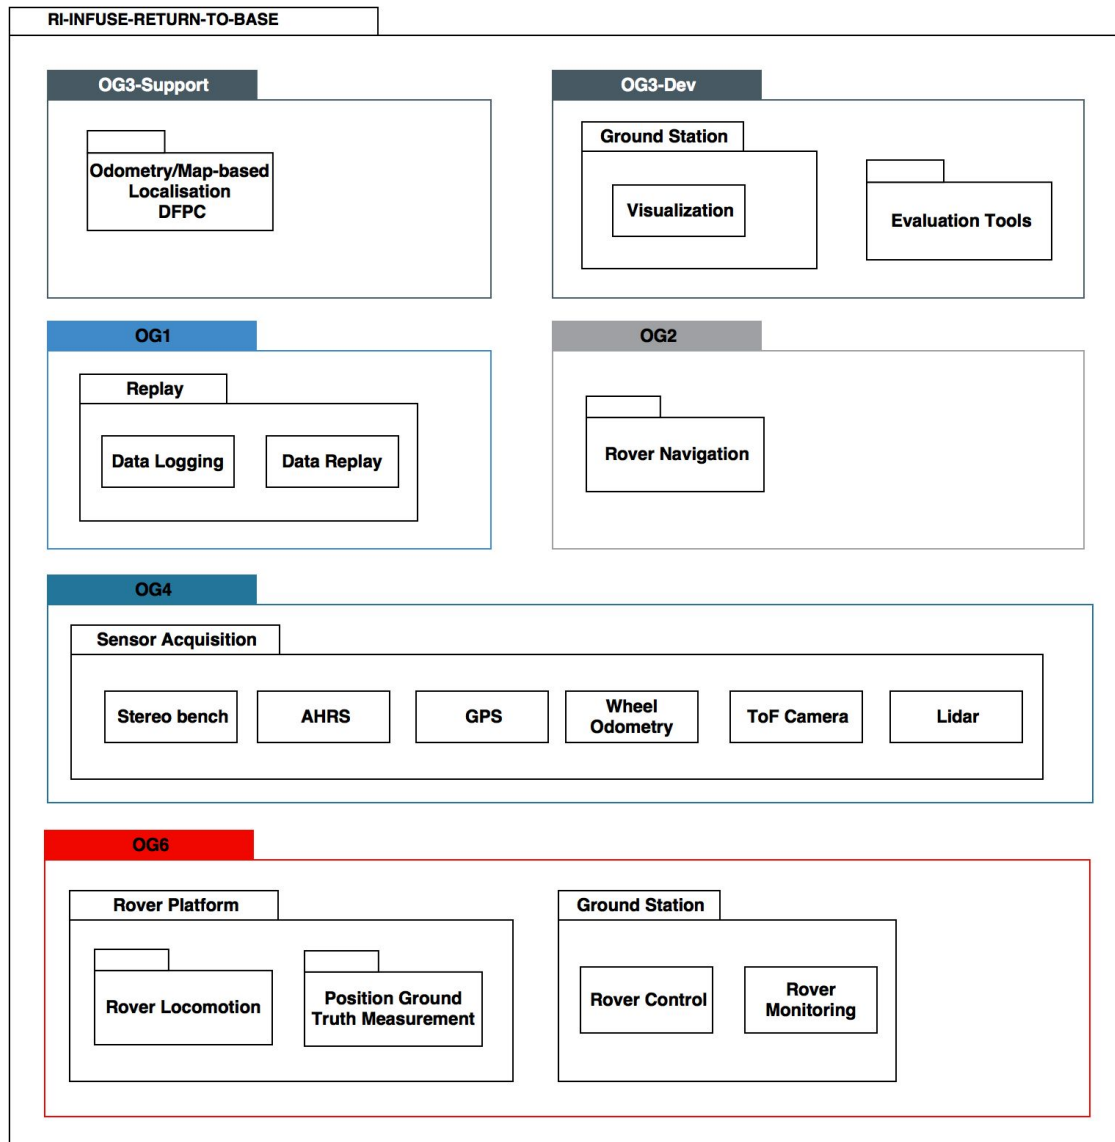 RI-INFUSE-RETURN-TO-BASE
OG3-Support
Odometry/Map-based
Localisation
DFPC
OG3-Dev
Ground Station
Visualization
Evaluation Tools
OG1
Replay
Data Logging
Data Replay
OG2
Rover Navigation
OG4
Sensor Acquisition
Stereo bench
AHRS
GPS
Wheel
Odometry
ToF Camera
Lidar
OG6
Rover Platform
Rover Locomotion
Position Ground
Truth Measurement
Ground Station
Rover Control
Rover
Monitoring